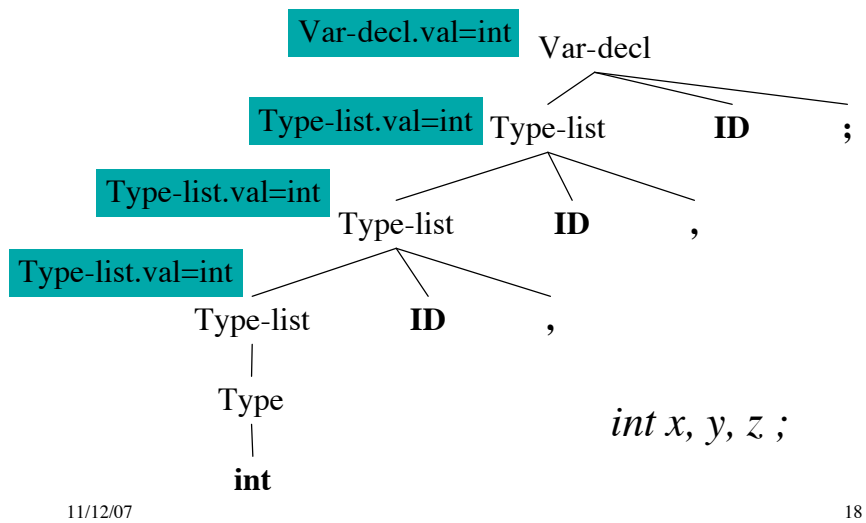 Var-decl.val=int Var-decl
Type-list.val=int Type-list ID ;
Type-list.val=int Type-list ID ,
Type-list.val=int
Type-list ID ,
Type
int x, y, z ;
int
11/12/07 18